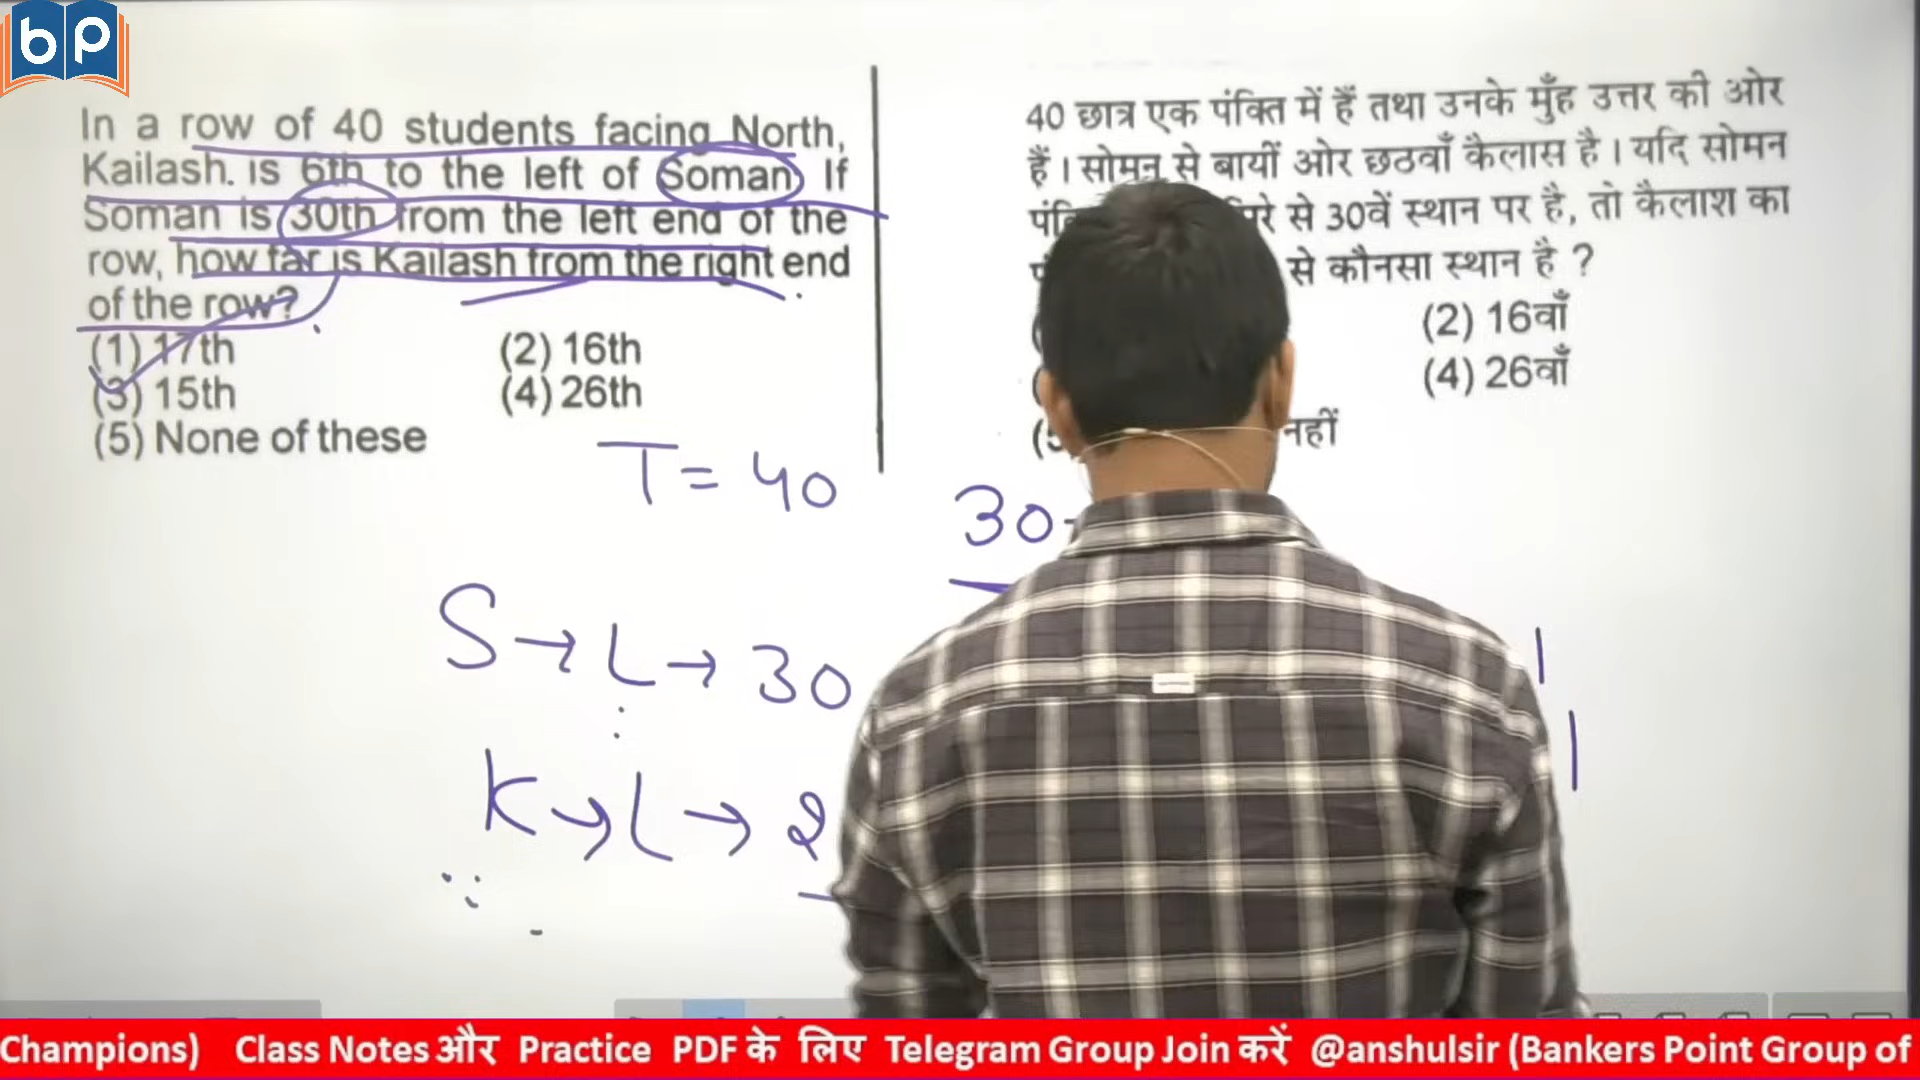 bp
In a row of 40 students facing North,
Kailash. is 6th to the left of Soman If
Soman is 30th from the left end of the
row, how far is Kailash from the right end
of the row?
(1) 17th (2) 16th
(3) 15th (4) 26th
(5) None of these
40 छात्र एक पंक्ति में हैं तथा उनके मुँह उत्तर की ओर
हैं । सोमन से बायीं ओर छठवाँ कैलास है । यदि सोमन
से 30वें स्थान पर है, तो कैलाश का
से कौनसा स्थान है ?
(2) 16वाँ
(4) 26वाँ
नहीं
T = 40
30
S → L → 30
K → L → 2
Champions) Class Notes और Practice PDF के लिए Telegram Group Join करें @anshulsir (Bankers Point Group of